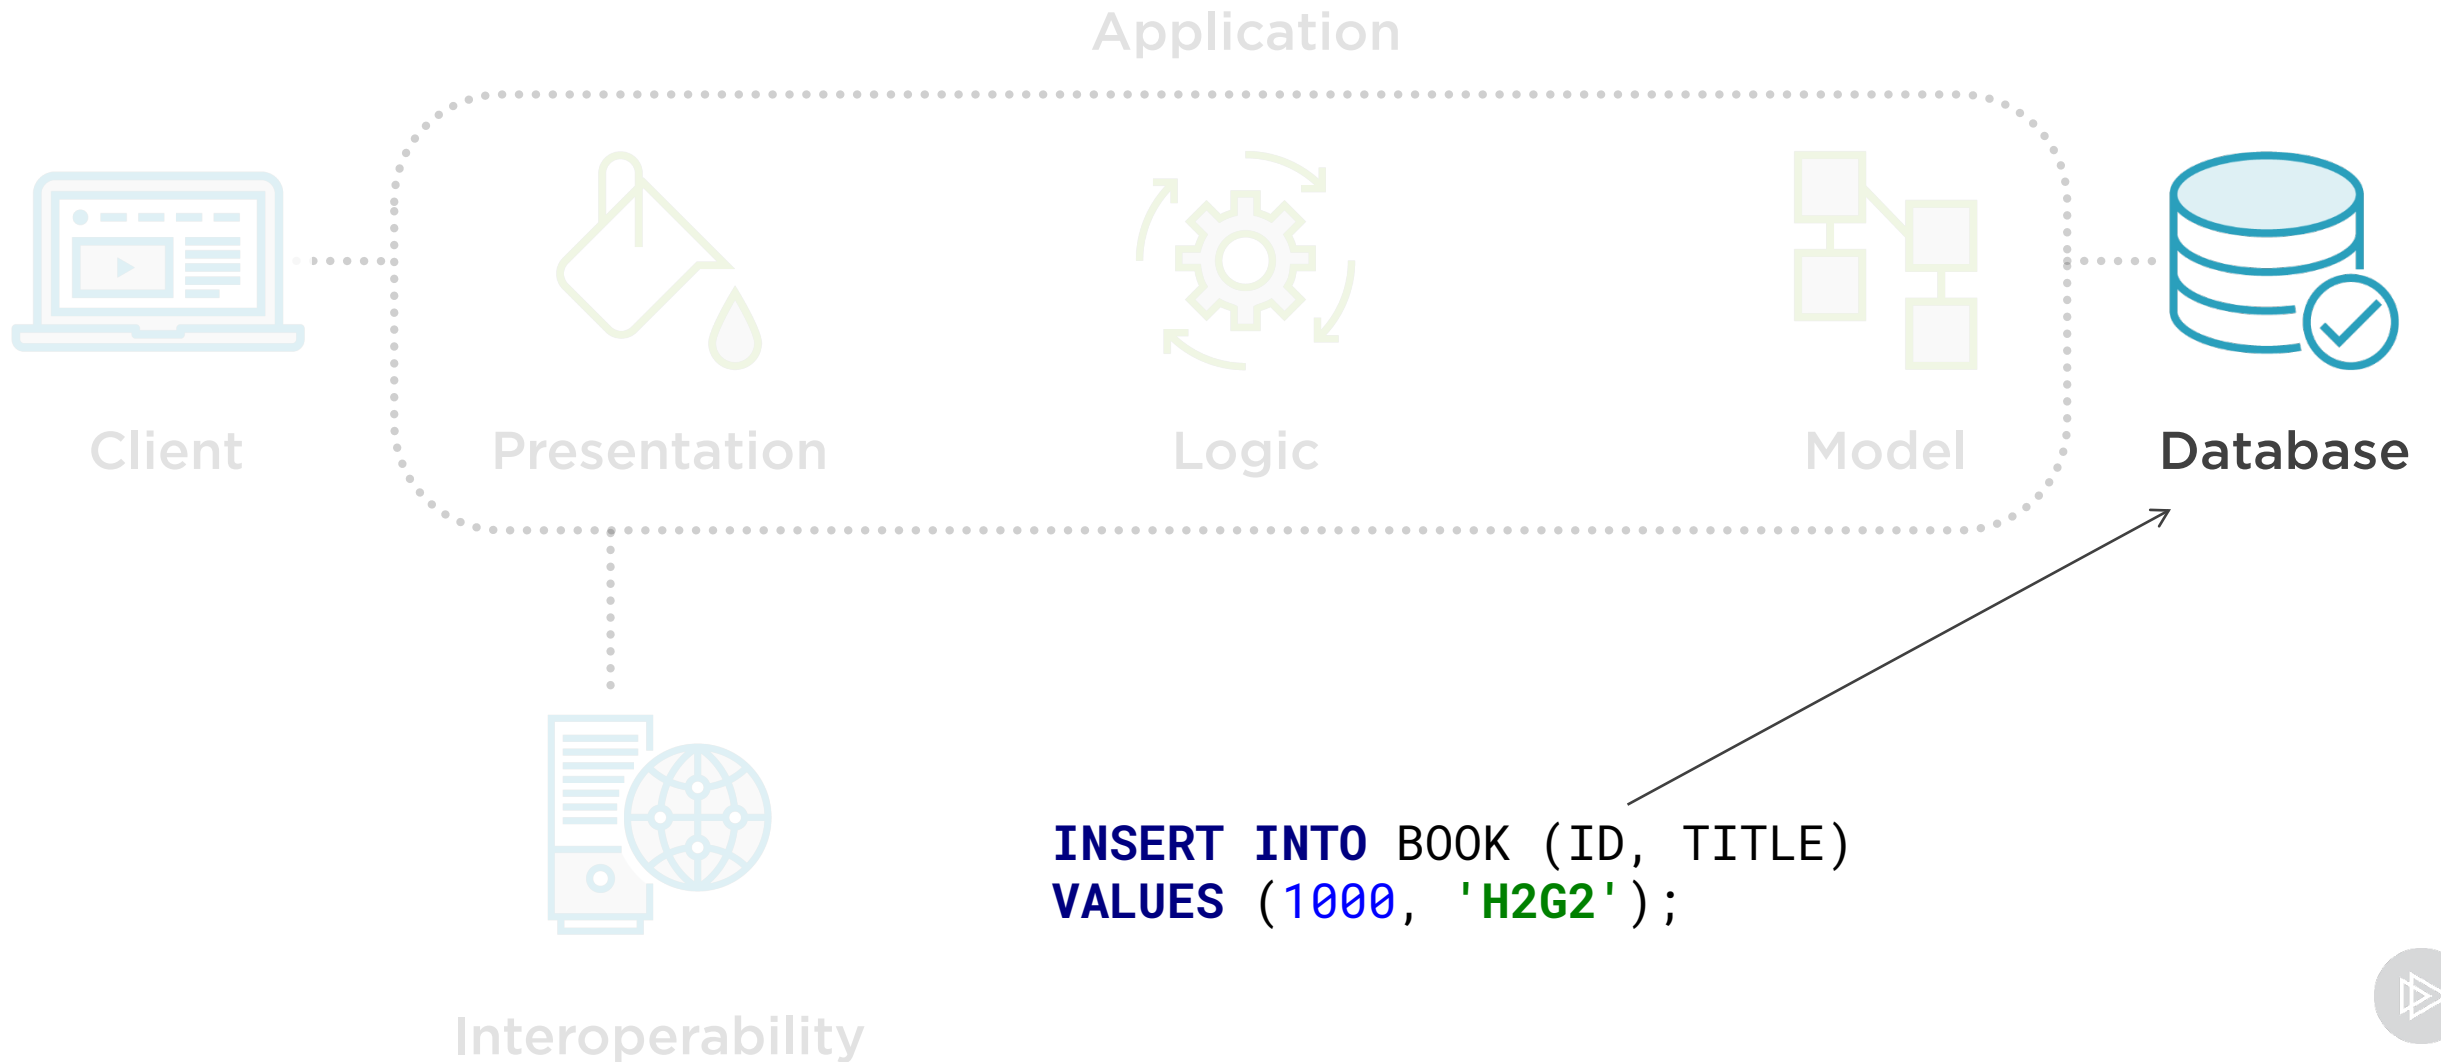 Application
Client
Presentation
Logic
Model
Database
INSERT INTO BOOK (ID, TITLE)
VALUES (1000, 'H2G2');
Interoperability